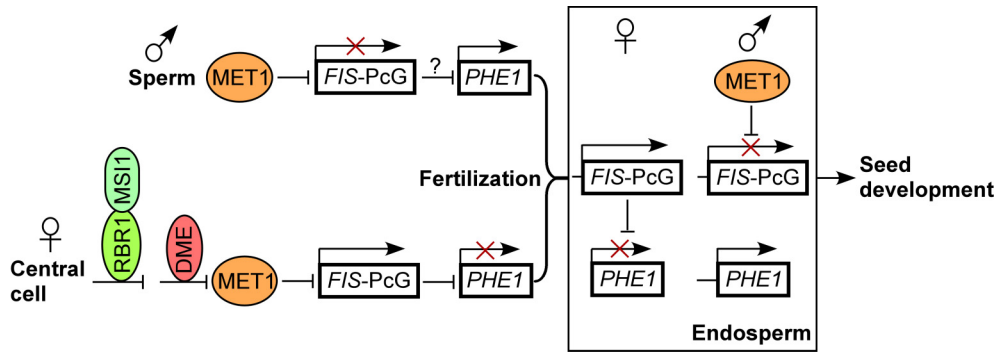 Sperm
MET1
FIS-PcG
?
PHE1
MSI1
RBR1
Central
cell
DME
MET1
FIS-PcG
PHE1
Fertilization
MET1
FIS-PcG
FIS-PcG
PHE1
PHE1
Endosperm
Seed
development